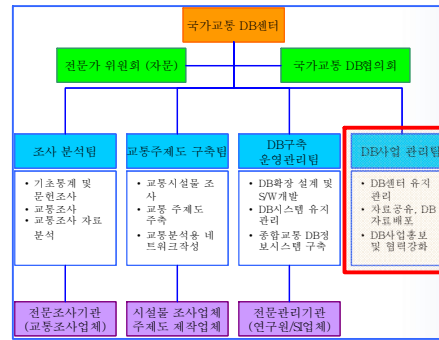 국가교통 DB센터
전문가 위원회 (자문)
국가교통 DB협의회
조사 분석팀
• 기초통계 및
문헌조사
• 교통조사
• 교통조사 자료
분석
교통주제도 구축팀
• 교통시설물 조
사
• 교통 주제도
구축
• 교통분석용 네
트워크작성
DB구축
운영관리팀
• DB확장 설계 및
S/W개발
• DB시스템 유지
관리
• 종합교통 DB정
보시스템 구축
DB사업 관리팀
• DB센터 유지
관리
• 자료공유, DB
자료배포
• DB사업홍보
및 협력강화
전문조사기관
(교통조사업체)
시설물 조사업체
주제도 제작업체
전문관리기관
(연구원/SI업체)